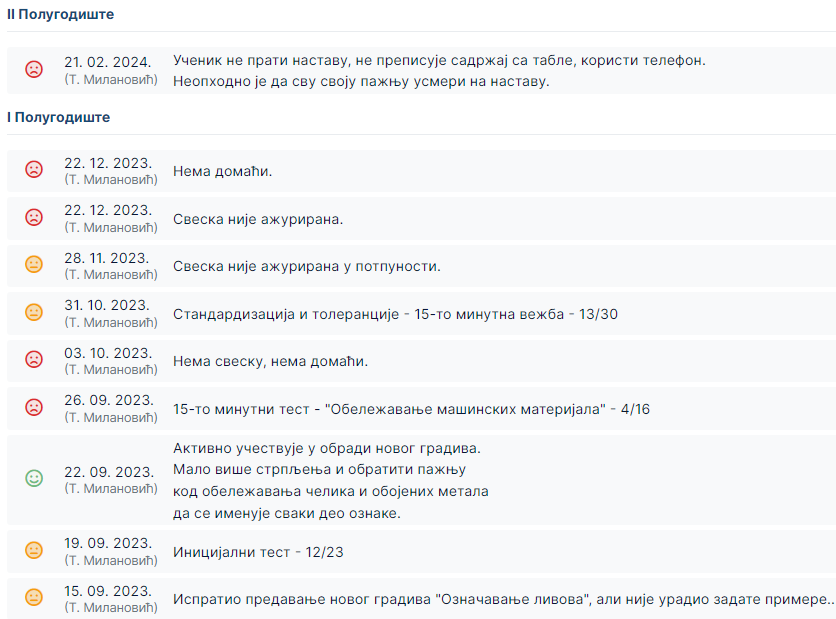 II Полугодиште
21. 02. 2024.
(Т. Милановић)
Ученик не прати наставу, не преписује садржај са табле, користи телефон.
Неопходно је да сву своју пажњу усмери на наставу.
I Полугодиште
22. 12. 2023.
(Т. Милановић)
Нема домаћи.
22. 12. 2023.
(Т. Милановић)
Свеска није ажурирана.
28. 11. 2023.
(Т. Милановић)
Свеска није ажурирана у потпуности.
31. 10. 2023.
(Т. Милановић)
Стандардизација и толеранције - 15-то минутна вежба - 13/30
03. 10. 2023.
(Т. Милановић)
Нема свеску, нема домаћи.
26. 09. 2023.
(Т. Милановић)
15-то минутни тест - "Обележавање машинских материјала" - 4/16
22. 09. 2023.
(Т. Милановић)
Активно учествује у обради новог градива.
Мало више стрпљења и обратити пажњу
код обележавања челика и обојених метала
да се именује сваки део ознаке.
19. 09. 2023.
(Т. Милановић)
Иницијални тест - 12/23
15. 09. 2023.
(Т. Милановић)
Испратио предавање новог градива "Означавање ливова", али није урадио задате примере..